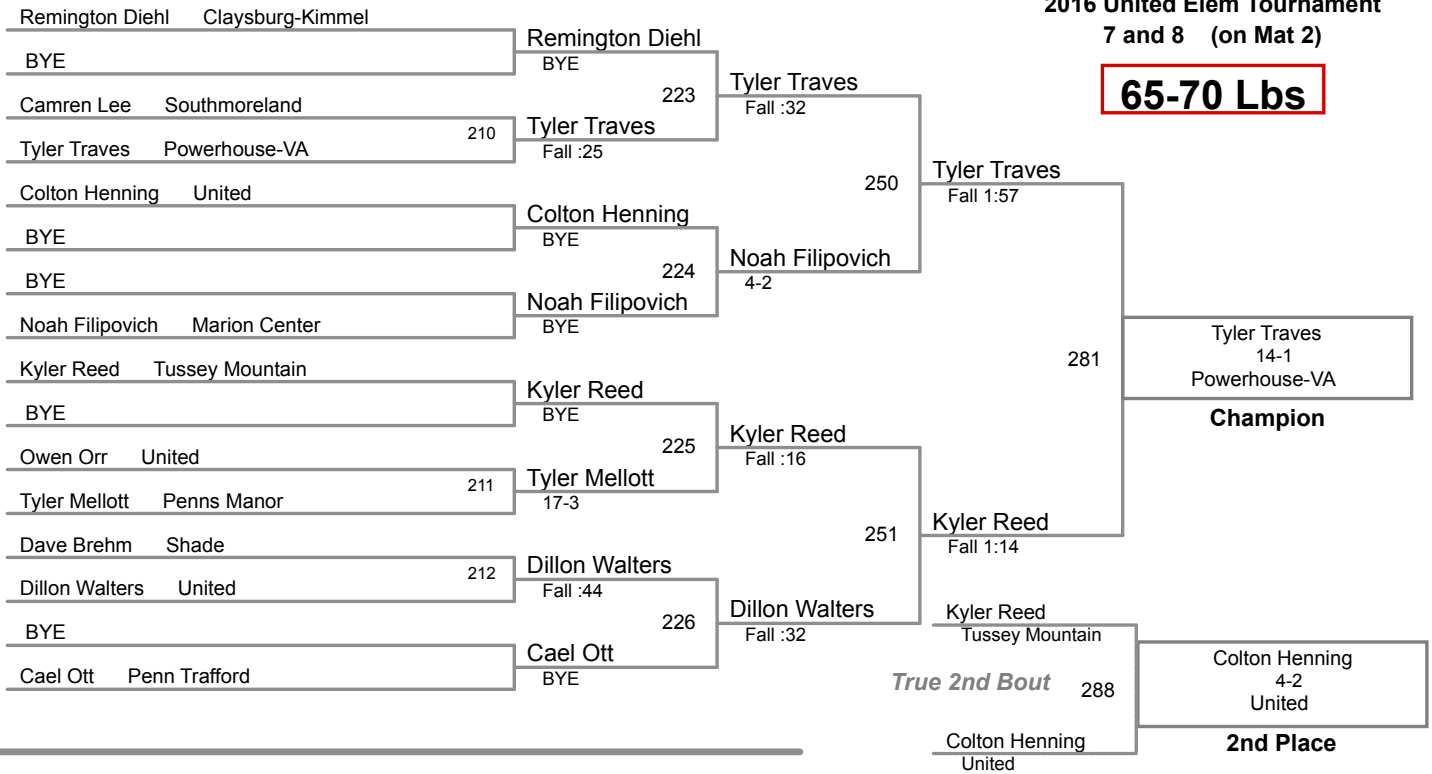 2016 United Elem Tournament
7 and 8 (on Mat 2)
65-70 Lbs
Remington Diehl Claysburg-Kimmel
BYE
Camren Lee Southmoreland
Tyler Traves Powerhouse-VA
Colton Henning United
BYE
BYE
Noah Filipovich Marion Center
Kyler Reed Tussey Mountain
BYE
Owen Orr United
Tyler Mellott Penns Manor
Dave Brehm Shade
Dillon Walters United
BYE
Cael Ott Penn Trafford
210
211
212
Remington Diehl
BYE
Tyler Traves
Fall :25
Colton Henning
BYE
Noah Filipovich
BYE
Kyler Reed
BYE
Tyler Mellott
17-3
Dillon Walters
Fall :44
Cael Ott
BYE
223
224
225
226
Tyler Traves
Fall :32
Noah Filipovich
4-2
Kyler Reed
Fall :16
Dillon Walters
Fall :32
250
251
Tyler Traves
Fall 1:57
Kyler Reed
Fall 1:14
281
Tyler Traves
14-1
Powerhouse-VA
Champion
Kyler Reed
Tussey Mountain
True 2nd Bout 288
Colton Henning
United
Colton Henning
4-2
United
2nd Place